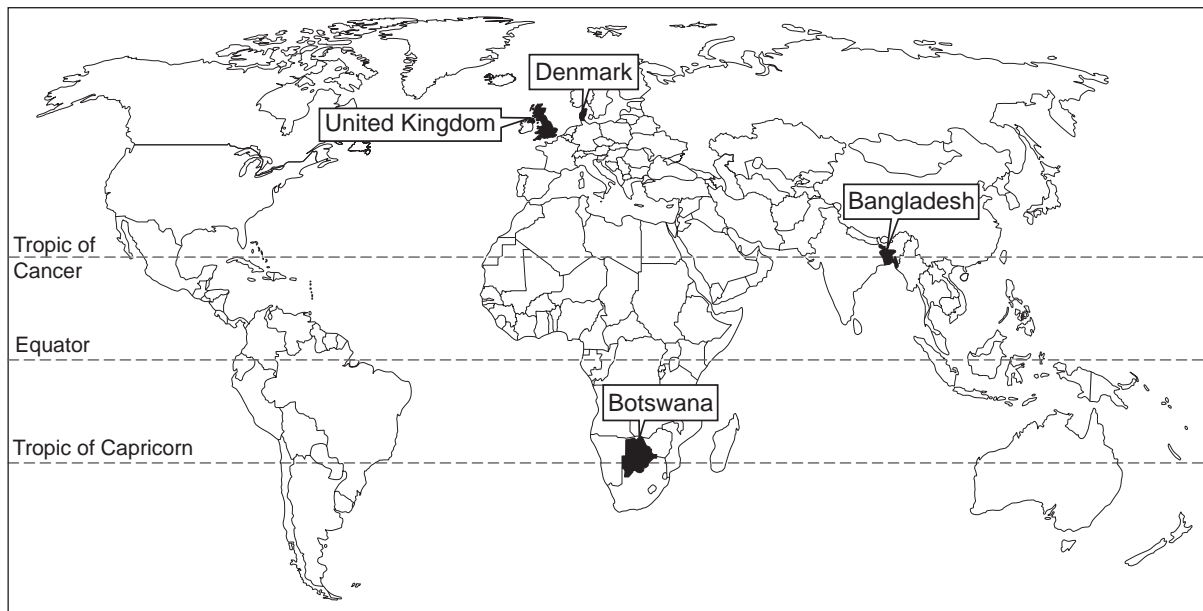 Denmark
United Kingdom
Bangladesh
Tropic of
Cancer
Equator
Botswana
Tropic of Capricorn